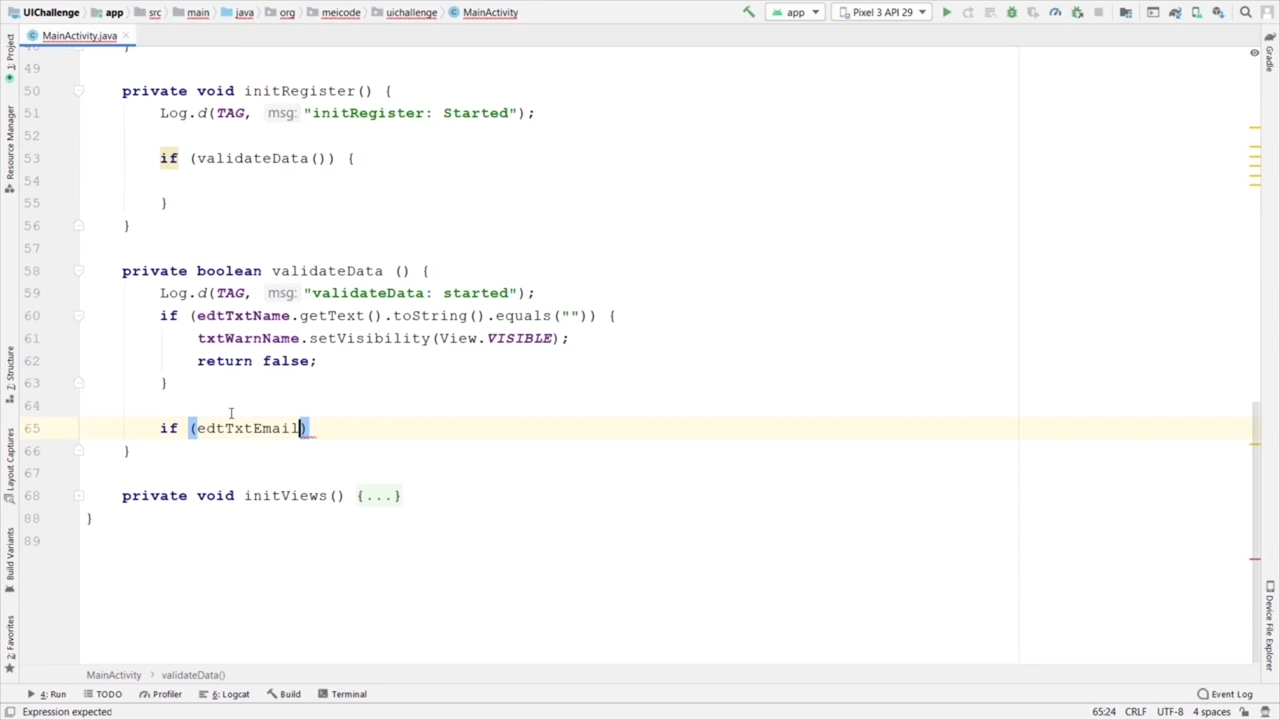 UIChallenge app src main java org meicode uichallenge MainActivity app Pixel 3 API 29
MainActivity.java
49
50 private void initRegister() {
51 Log.d(TAG, msg: "initRegister: Started");
52
53 if (validateData()) {
54
55 }
56 }
57
58 private boolean validateData () {
59 Log.d(TAG, msg: "validateData: started");
60 if (edtTxtName.getText().toString().equals("")) {
61 txtWarnName.setVisibility(View.VISIBLE);
62 return false;
63 }
64
65 if (edtTxtEmail)
66 }
67
68 private void initViews() {...}
88 }
89
1: Project
Resource Manager
Z: Structure
Layout Captures
Build Variants
2: Favorites
Gradle
Device File Explorer
MainActivity validateData()
4: Run TODO Profiler 6: Logcat Build Terminal Event Log
Expression expected 65:24 CRLF UTF-8 4 spaces